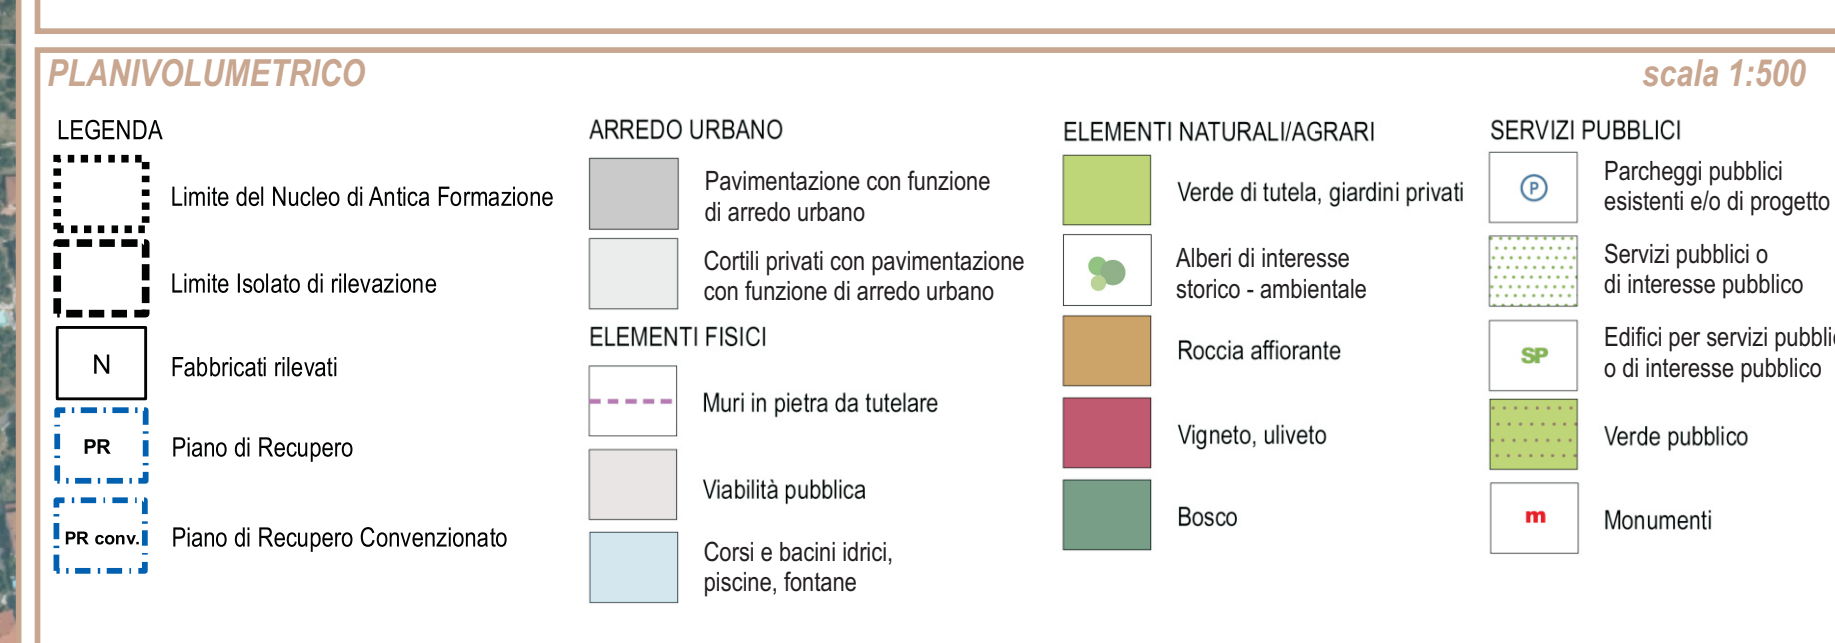 PLANIVOLUMETRICO
scala 1:500
LEGENDA
Limite del Nucleo di Antica Formazione
Limite Isolato di rilevazione
N
Fabbricati rilevati
PR
Piano di Recupero
PR conv.
Piano di Recupero Convenzionato
ARREDO URBANO
Pavimentazione con funzione
di arredo urbano
Cortili privati con pavimentazione
con funzione di arredo urbano
ELEMENTI FISICI
Muri in pietra da tutelare
Viabilità pubblica
Corsi e bacini idrici,
piscine, fontane
ELEMENTI NATURALI/AGRARI
Verde di tutela, giardini privati
Alberi di interesse
storico - ambientale
Roccia affiorante
Vigneto, uliveto
Bosco
SERVIZI PUBBLICI
P
Parcheggi pubblici
esistenti e/o di progetto
Servizi pubblici o
di interesse pubblico
SP
Edifici per servizi
o di interesse pubblico
Verde pubblico
m
Monumenti